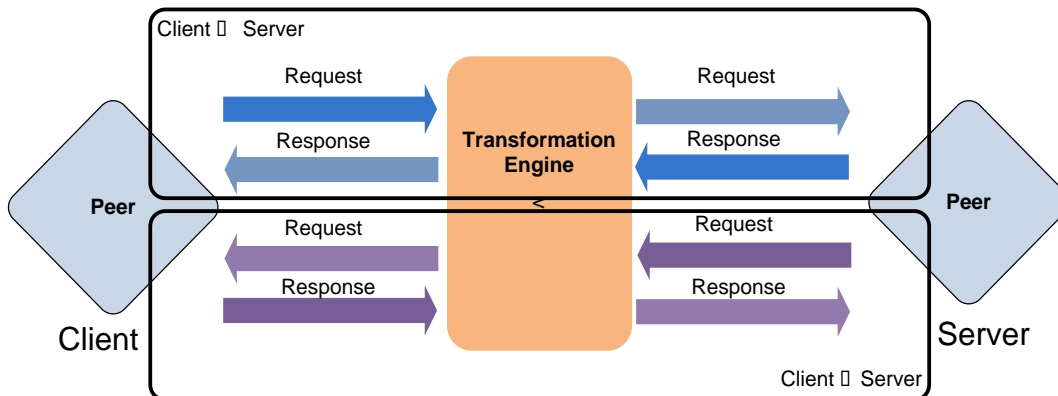 Client  Server
Request
Request
Response
Transformation
Engine
Response
Peer
<
Peer
Request
Request
Response
Response
Client
Server
Client  Server